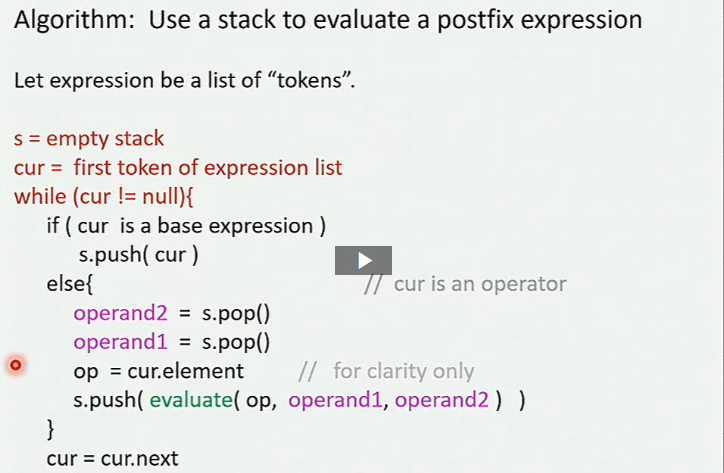 Algorithm: Use a stack to evaluate a postfix expression
Let expression be a list of “tokens”.
s = empty stack
cur = first token of expression list
while (cur != null){
if ( cur is a base expression )
s.push( cur )
else{ // cur is an operator
operand2 = s.pop()
operand1 = s.pop()
op = cur.element // for clarity only
s.push( evaluate( op, operand1, operand2 ) )
}
cur = cur.next